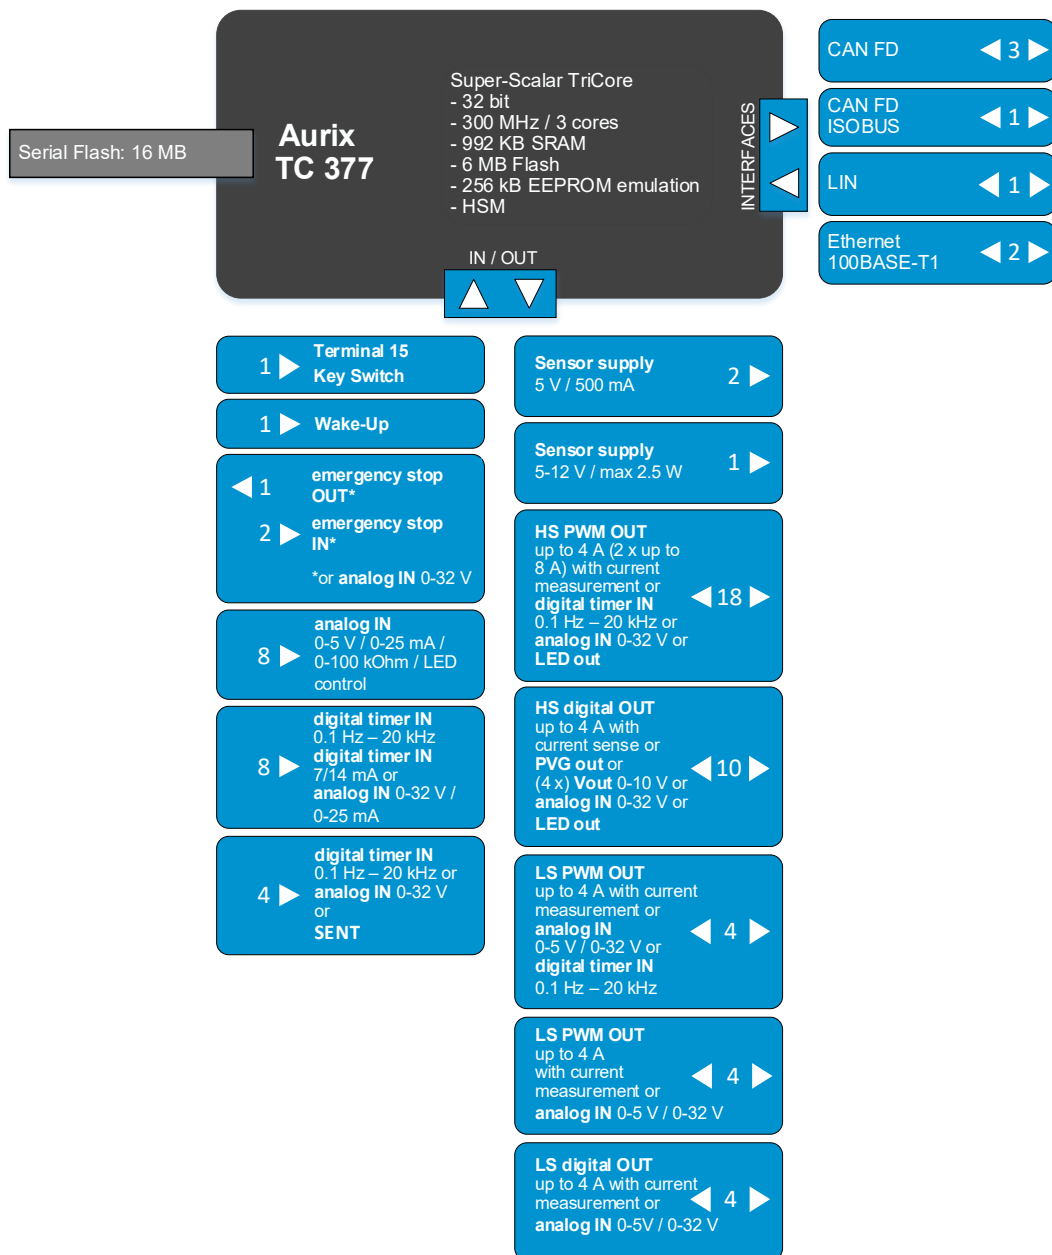 Serial Flash: 16 MB
Aurix
TC 377
Super-Scalar TriCore
- 32 bit
- 300 MHz / 3 cores
- 992 KB SRAM
- 6 MB Flash
- 256 kB EEPROM emulation
- HSM
INTERFACES
IN / OUT
CAN FD
3
CAN FD
ISOBUS
1
LIN
1
Ethernet
100BASE-T1
2
1
Terminal 15
Key Switch
1
Wake-Up
1
emergency stop
OUT*
2
emergency stop
IN*
*or analog IN 0-32 V
8
analog IN
0-5 V / 0-25 mA /
0-100 kOhm / LED
control
8
digital timer IN
0.1 Hz – 20 kHz
digital timer IN
7/14 mA or
analog IN 0-32 V /
0-25 mA
4
digital timer IN
0.1 Hz – 20 kHz or
analog IN 0-32 V
or
SENT
Sensor supply
5 V / 500 mA
2
Sensor supply
5-12 V / max 2.5 W
1
HS PWM OUT
up to 4 A (2 x up to
8 A) with current
measurement or
digital timer IN
0.1 Hz – 20 kHz or
analog IN 0-32 V or
LED out
18
HS digital OUT
up to 4 A with
current sense or
PVG out or
(4 x) Vout 0-10 V or
analog IN 0-32 V or
LED out
10
LS PWM OUT
up to 4 A with current
measurement or
analog IN
0-5 V / 0-32 V or
digital timer IN
0.1 Hz – 20 kHz
4
LS PWM OUT
up to 4 A
with current
measurement or
analog IN 0-5 V / 0-32 V
4
LS digital OUT
up to 4 A with current
measurement or
analog IN 0-5V / 0-32 V
4